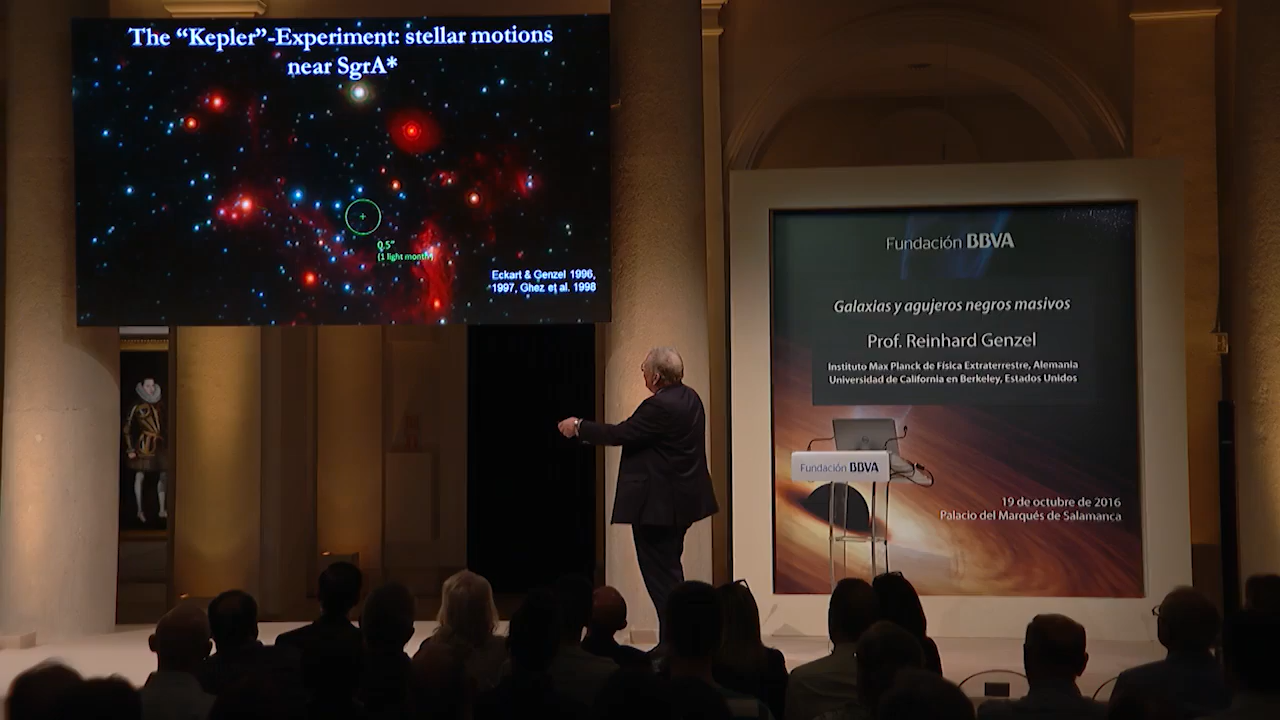 The “Kepler”-Experiment: stellar motions
near SgrA*
0.5"
(1 light month)
Eckart & Genzel 1996,
1997, Ghez et al. 1998
Fundación BBVA
Galaxias y agujeros negros masivos
Prof. Reinhard Genzel
Instituto Max Planck de Física Extraterrestre, Alemania
Universidad de California en Berkeley, Estados Unidos
Fundación BBVA
19 de octubre de 2016
Palacio del Marqués de Salamanca